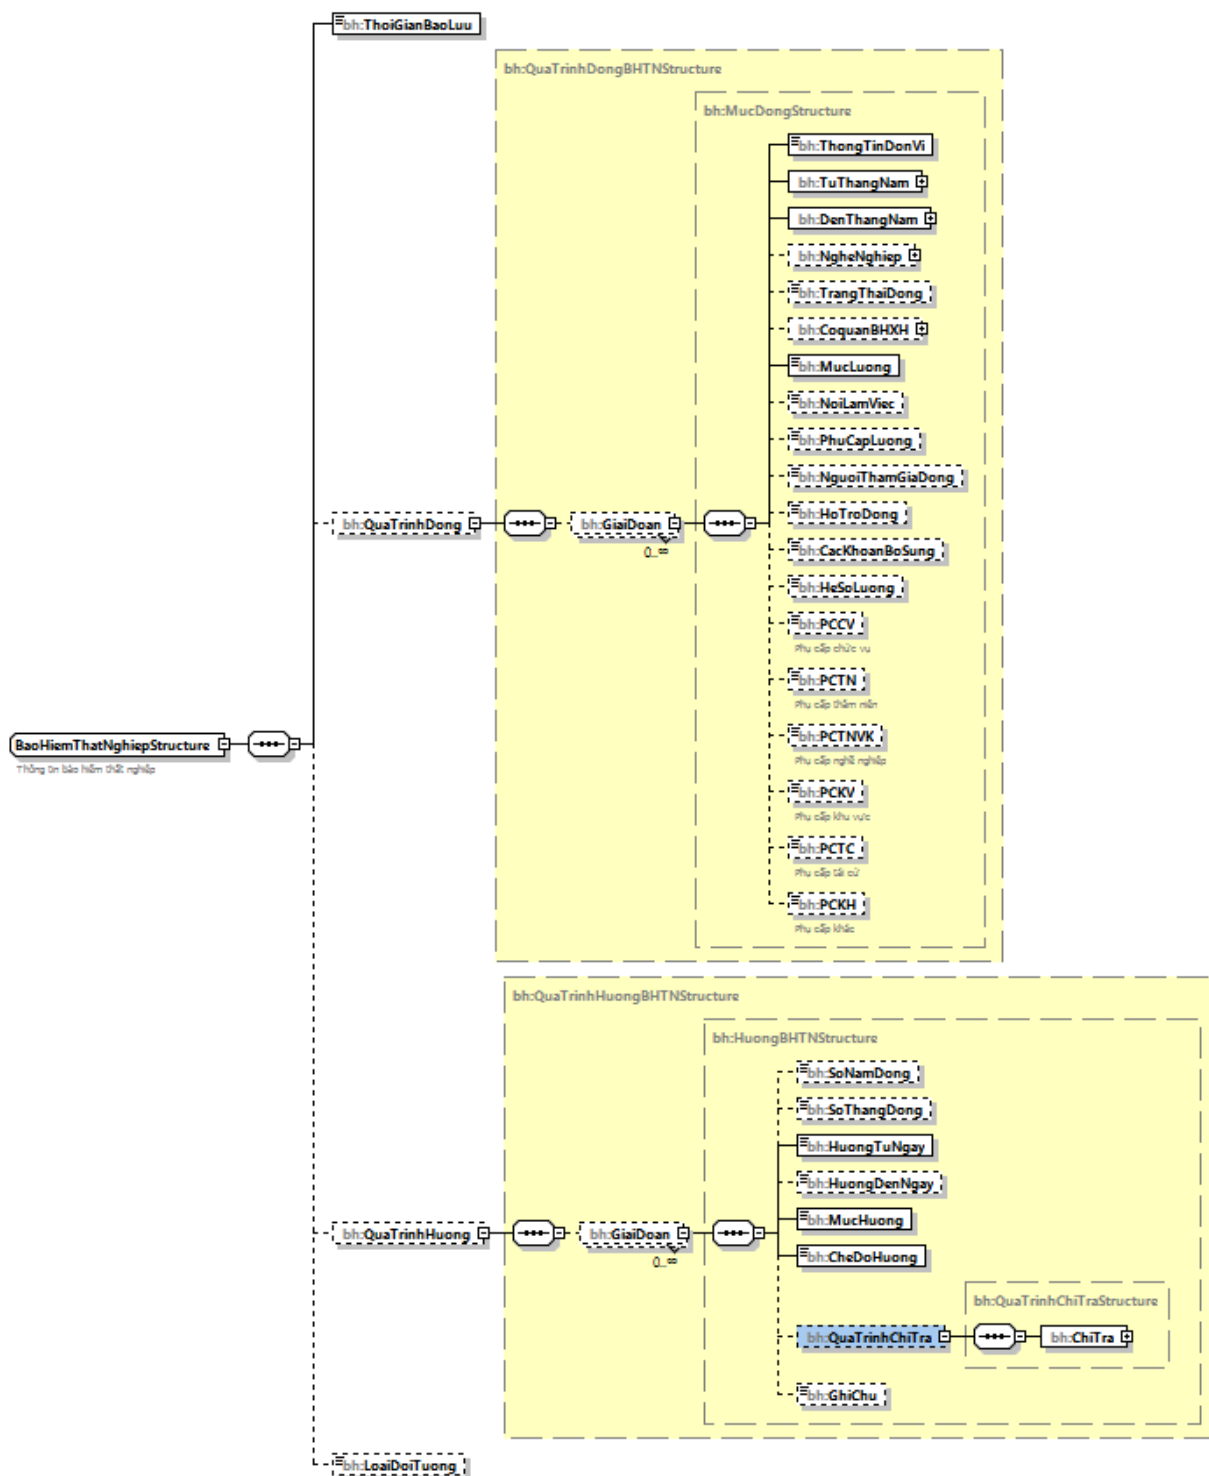 bh:ThoiGianBaoLuu
bh:QuaTrinhDongBHTNStructure
bh:MucDongStructure
bh:ThongTinDonVi
bh:TuThangNam
bh:DenThangNam
bh:NgheNghiep
bh:TrangThaiDong
bh:CoquanBHXH
bh:MucLuong
bh:NoiLamViec
bh:PhuCapLuong
bh:NguoiThamGiaDong
bh:QuaTrinhDong
bh:GiaiDoan
0..∞
bh:HoTroDong
bh:CacKhoanBoSung
bh:HeSoLuong
bh:PCCV
Phụ cấp chức vụ
bh:PCTN
Phụ cấp thâm niên
bh:PCTNVK
Phụ cấp nghề nghiệp
bh:PCKV
Phụ cấp khu vực
bh:PCTC
Phụ cấp tái cử
bh:PCKH
Phụ cấp khác
BaoHiemThatNghiepStructure
Thông tin bảo hiểm thất nghiệp
bh:QuaTrinhHuongBHTNStructure
bh:HuongBHTNStructure
bh:SoNamDong
bh:SoThangDong
bh:HuongTuNgay
bh:HuongDenNgay
bh:MucHuong
bh:QuaTrinhHuong
bh:GiaiDoan
0..∞
bh:CheDoHuong
bh:QuaTrinhChiTraStructure
bh:QuaTrinhChiTra
bh:ChiTra
bh:GhiChu
bh:LoaiDoiTuong